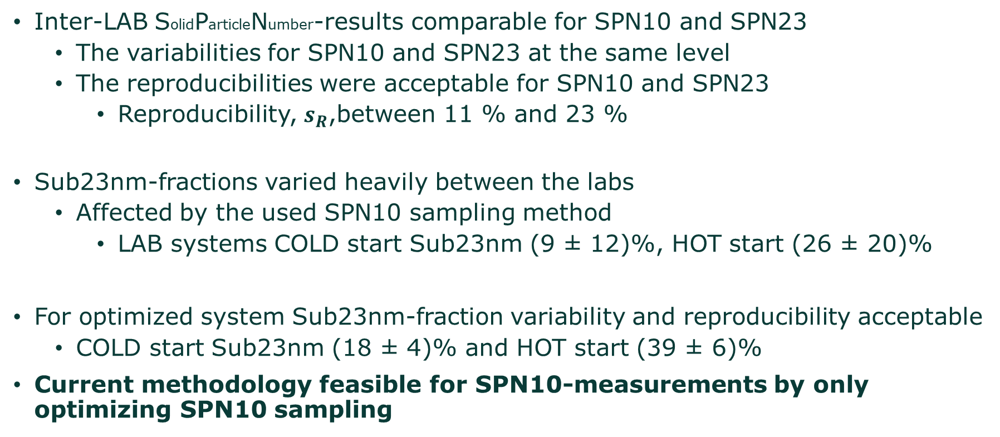 • Inter-LAB SolidParticleNumber-results comparable for SPN10 and SPN23
• The variabilities for SPN10 and SPN23 at the same level
• The reproducibilities were acceptable for SPN10 and SPN23
• Reproducibility, sR,between 11 % and 23 %
• Sub23nm-fractions varied heavily between the labs
• Affected by the used SPN10 sampling method
• LAB systems COLD start Sub23nm (9 ± 12)%, HOT start (26 ± 20)%
• For optimized system Sub23nm-fraction variability and reproducibility acceptable
• COLD start Sub23nm (18 ± 4)% and HOT start (39 ± 6)%
• Current methodology feasible for SPN10-measurements by only
optimizing SPN10 sampling